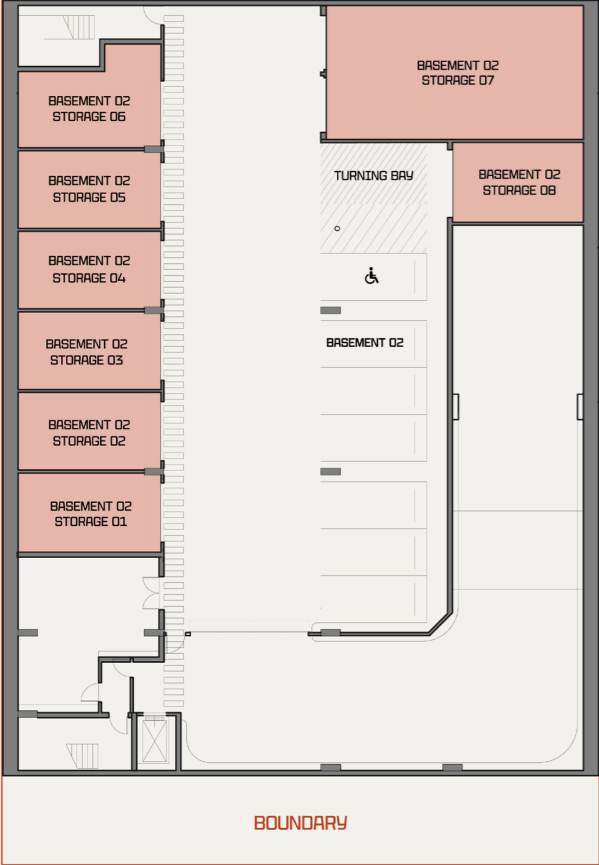 BASEMENT 02
STORAGE 07
BASEMENT 02
STORAGE 06
TURNING BAY
BASEMENT 02
STORAGE 08
BASEMENT 02
STORAGE 05
BASEMENT 02
STORAGE 04
BASEMENT 02
BASEMENT 02
STORAGE 03
BASEMENT 02
STORAGE 02
BASEMENT 02
STORAGE 01
BOUNDARY